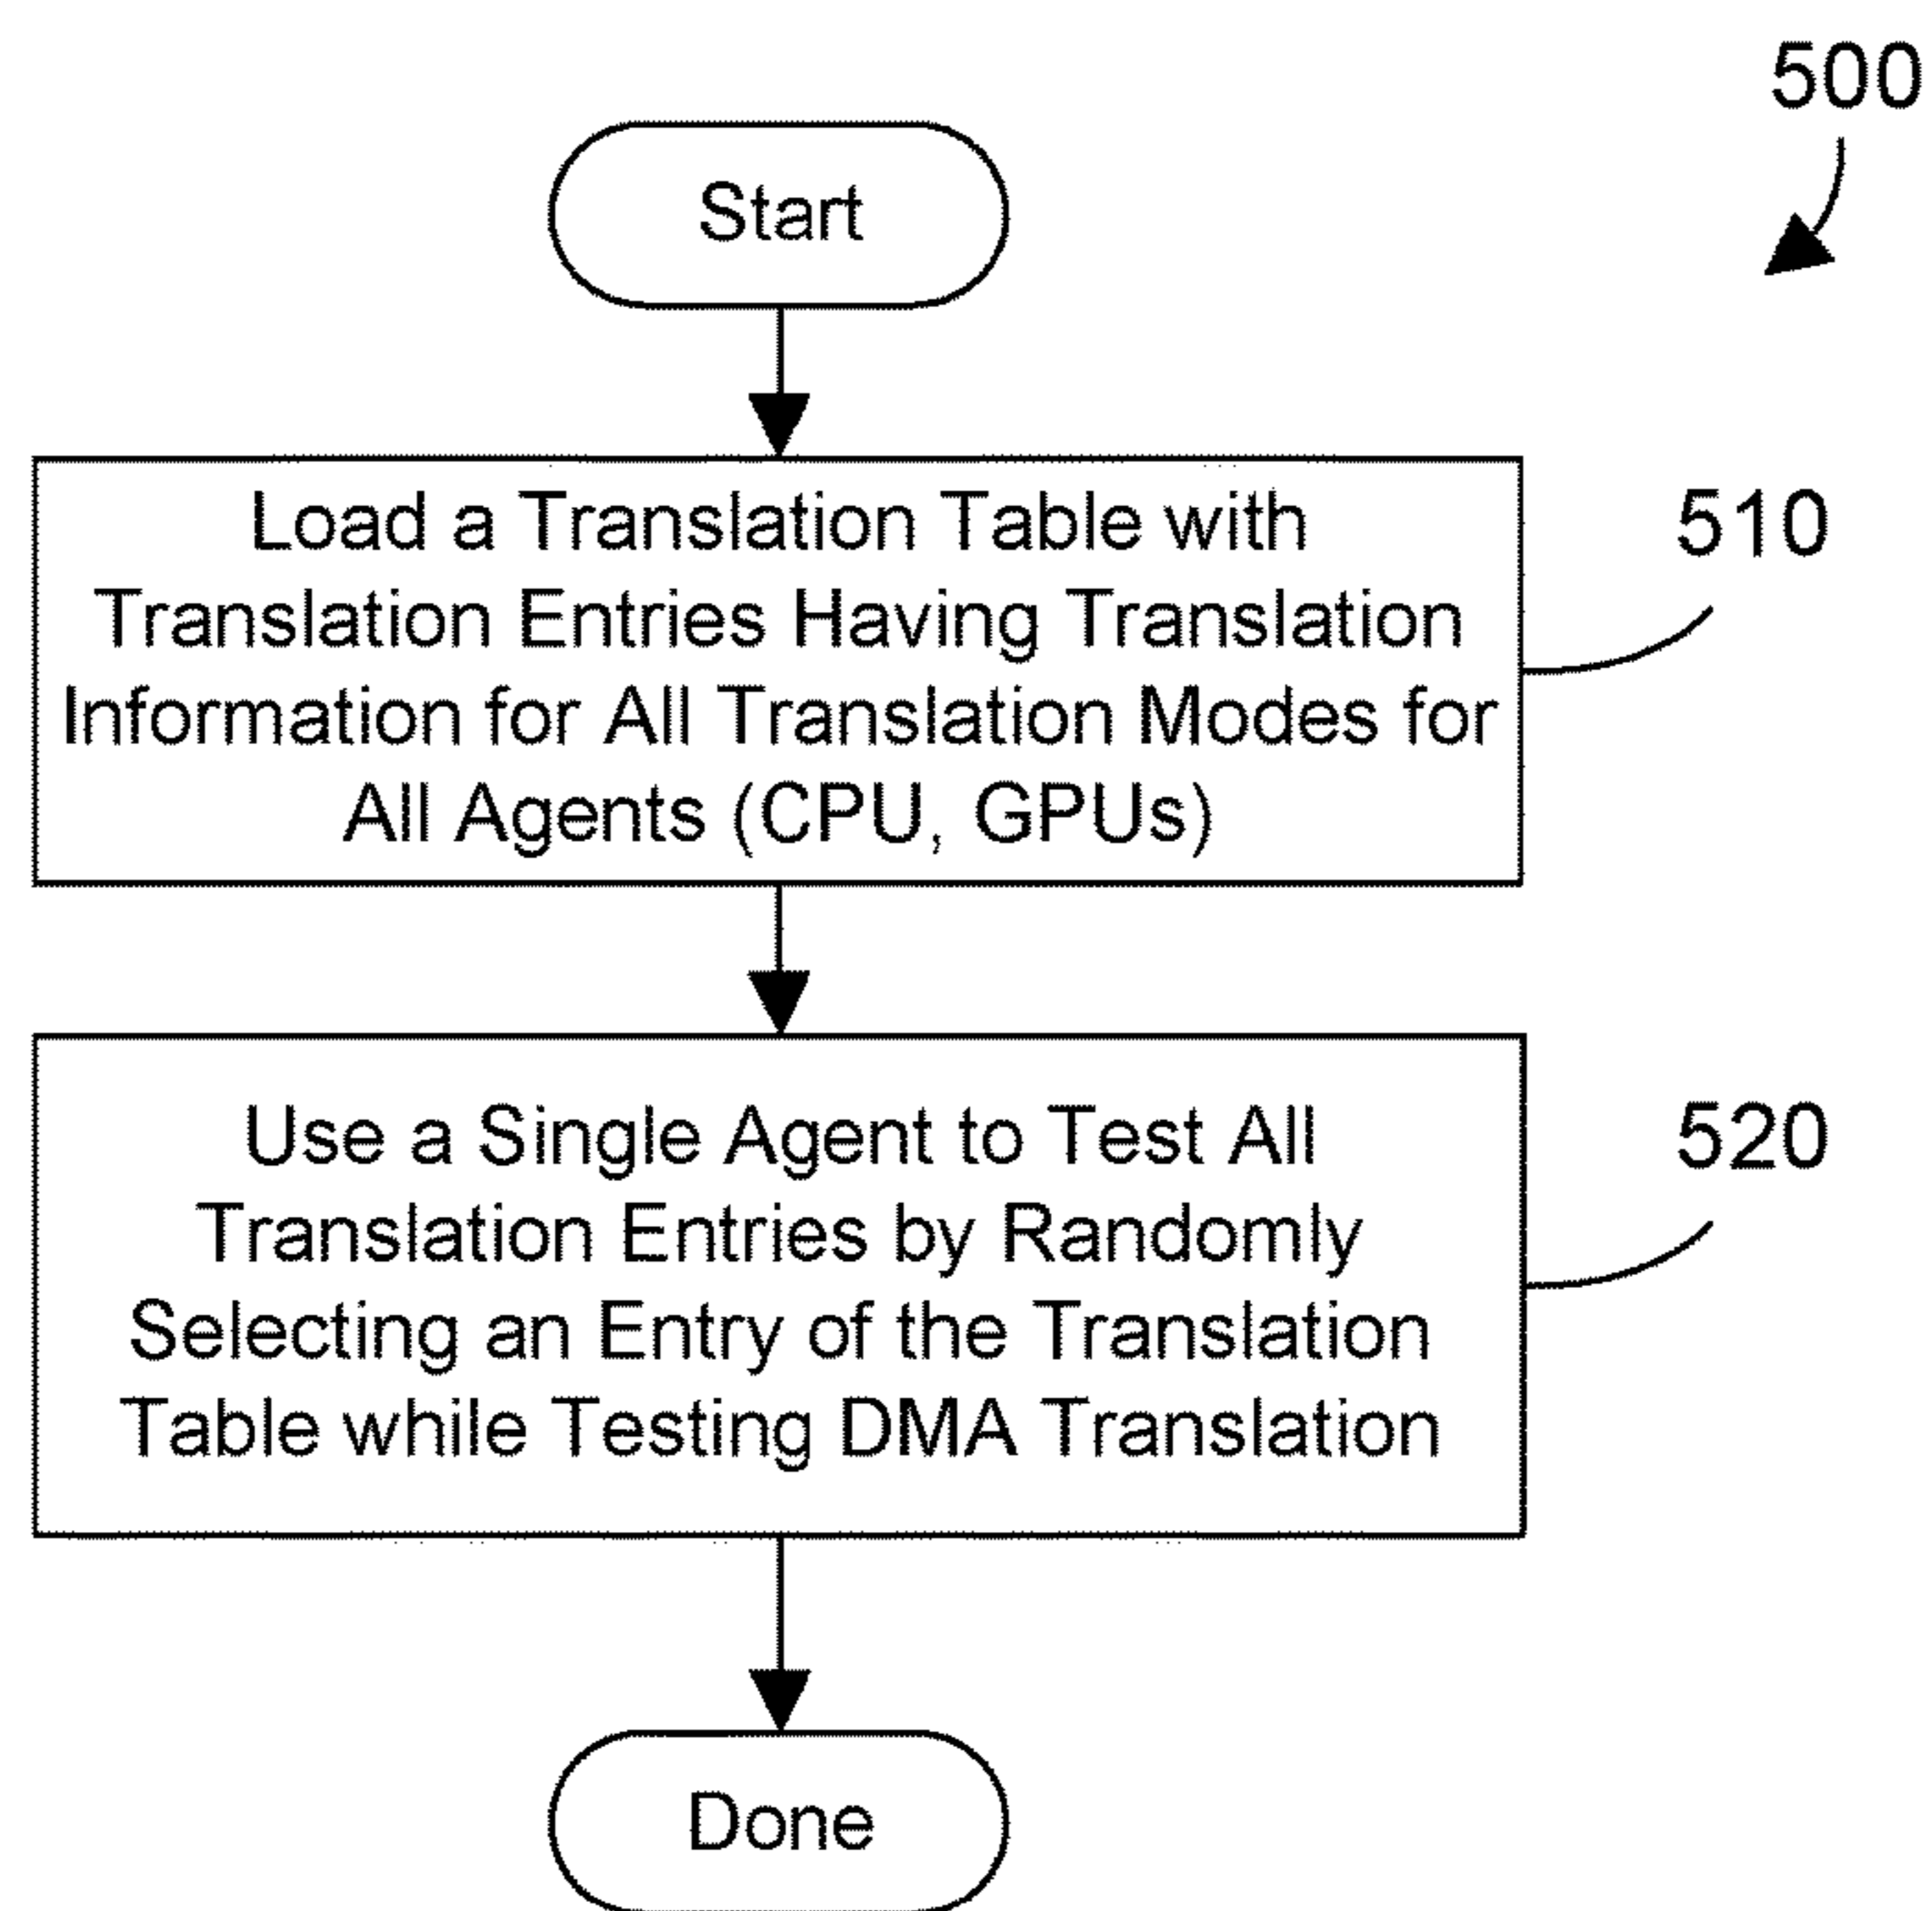 500
Start
Load a Translation Table with
Translation Entries Having Translation
Information for All Translation Modes for
All Agents (CPU, GPUs)
510
Use a Single Agent to Test All
Translation Entries by Randomly
Selecting an Entry of the Translation
Table while Testing DMA Translation
520
Done